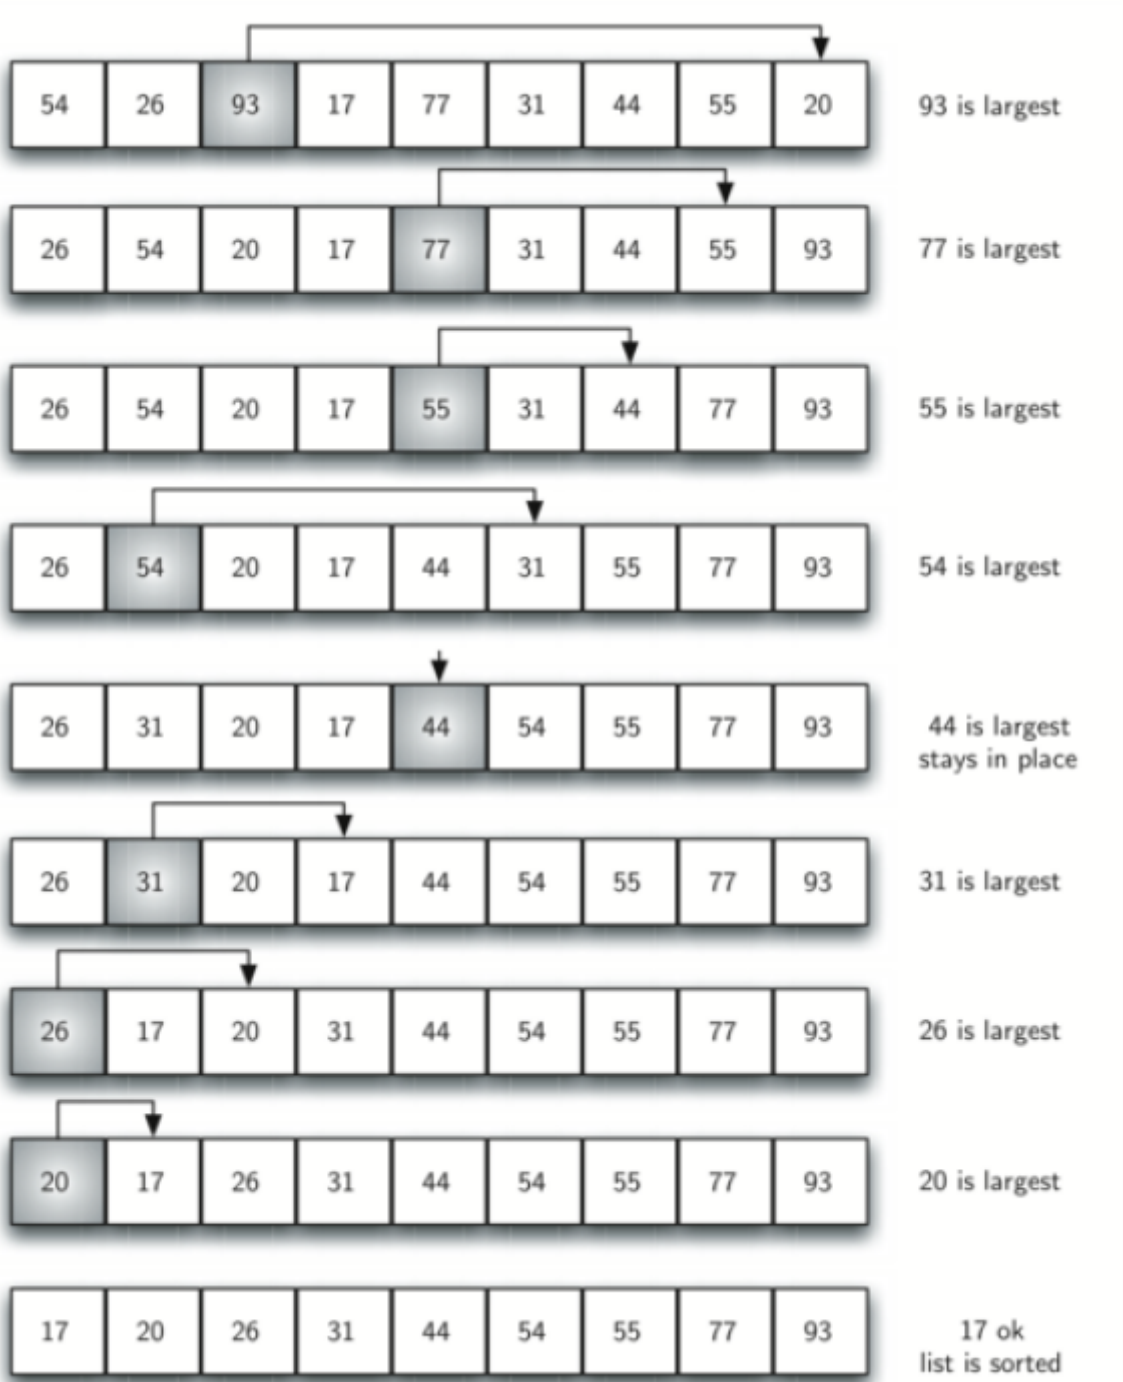 54 26 93 17 77 31 44 55 20 93 is largest
26 54 20 17 77 31 44 55 93 77 is largest
26 54 20 17 55 31 44 77 93 55 is largest
26 54 20 17 44 31 55 77 93 54 is largest
26 31 20 17 44 54 55 77 93 44 is largest
stays in place
26 31 20 17 44 54 55 77 93 31 is largest
26 17 20 31 44 54 55 77 93 26 is largest
20 17 26 31 44 54 55 77 93 20 is largest
17 20 26 31 44 54 55 77 93 17 ok
list is sorted